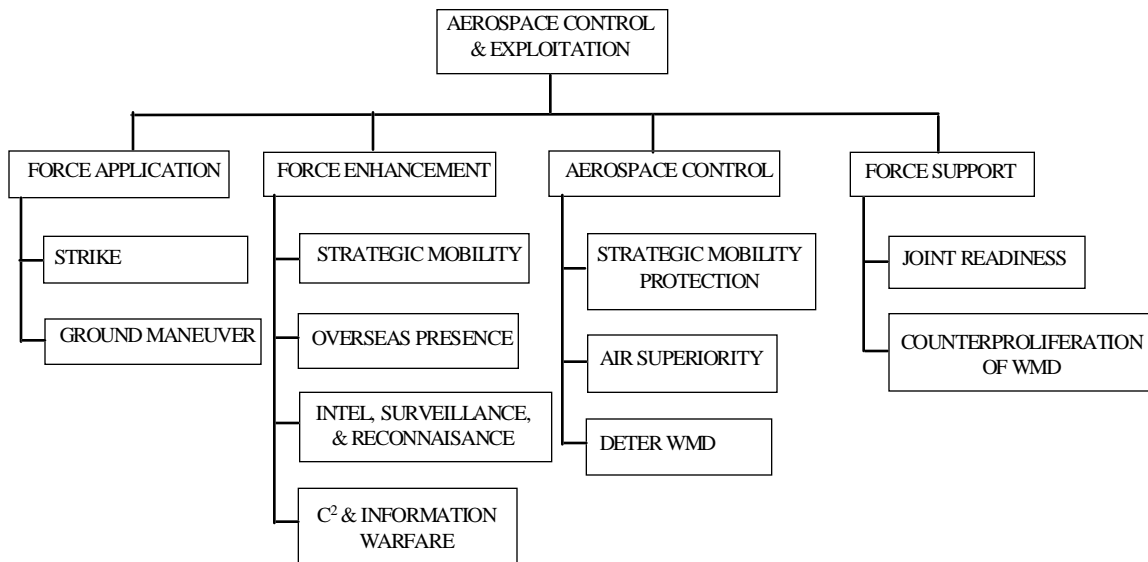 AEROSPACE CONTROL
& EXPLOITATION
FORCE APPLICATION
FORCE ENHANCEMENT
AEROSPACE CONTROL
FORCE SUPPORT
STRIKE
GROUND MANEUVER
STRATEGIC MOBILITY
OVERSEAS PRESENCE
INTEL, SURVEILLANCE,
& RECONNAISANCE
C² & INFORMATION
WARFARE
STRATEGIC MOBILITY
PROTECTION
AIR SUPERIORITY
DETER WMD
JOINT READINESS
COUNTERPROLIFERATION
OF WMD